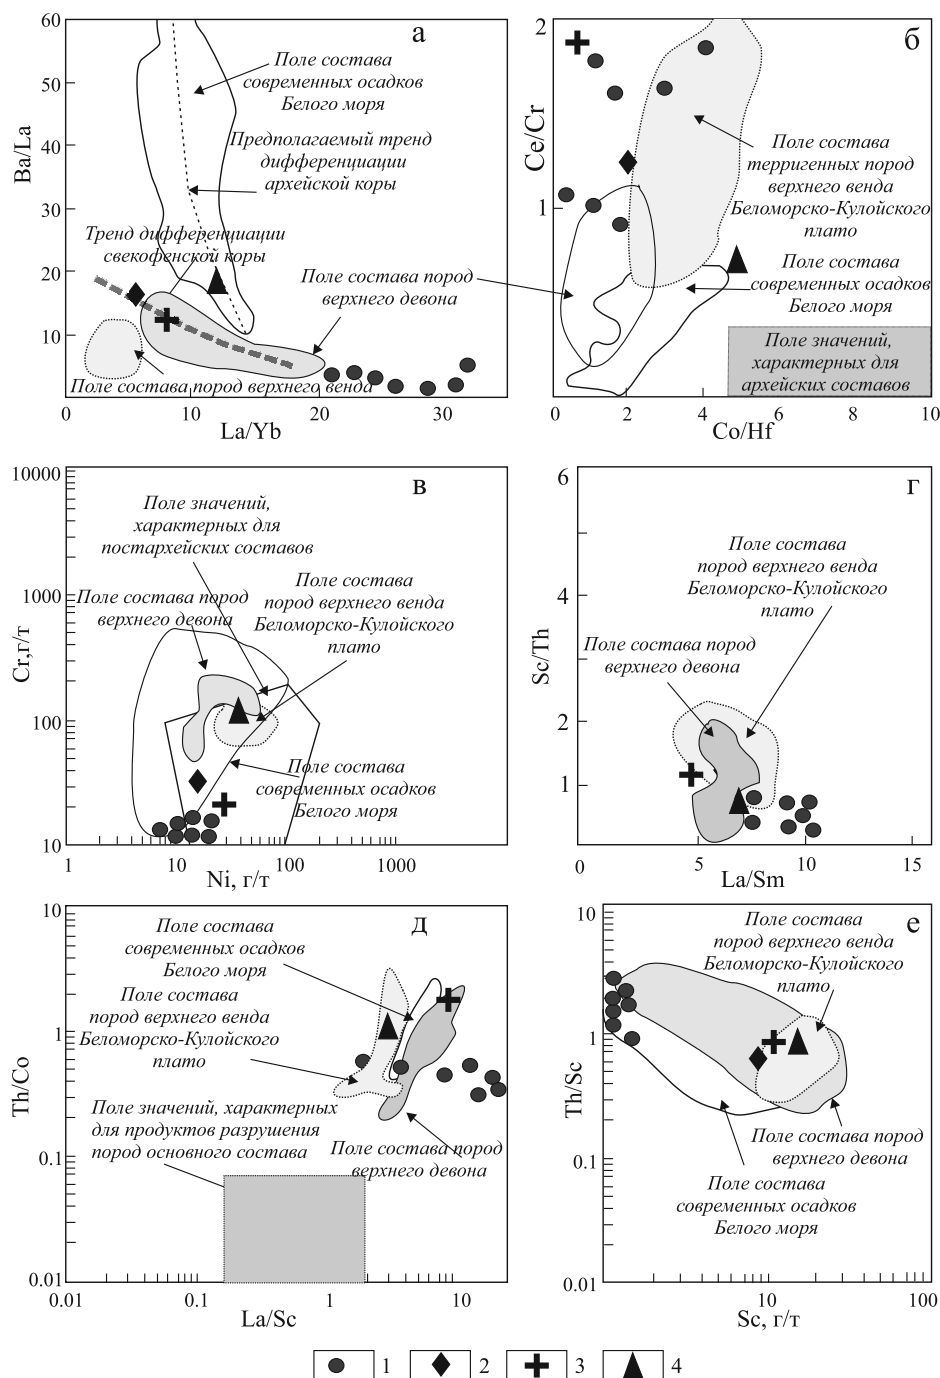 а
60
50
40
30
20
10
0
10
20
30
Ba/La
La/Yb
Поле состава
современных осадков
Белого моря
Предполагаемый тренд
дифференциации
архейской коры
Тренд дифференциации
свекофенской коры
Поле состава пород
верхнего девона
Поле состава пород верхнего венда
б
2
1
0
2
4
6
8
10
Ce/Cr
Co/Hf
Поле состава
терригенных пород
верхнего венда
Беломорско-Кулойского
плато
Поле состава
современных осадков
Белого моря
Поле значений,
характерных для
архейских составов
в
10000
1000
100
10
1
10
100
1000
Cr,г/т
Ni, г/т
Поле значений,
характерных для
постархейских составов
Поле состава пород
верхнего девона
Поле состава
пород верхнего венда
Беломорско-Кулойского
плато
Поле состава
современных осадков
Белого моря
г
6
4
2
1
0
5
10
15
Sc/Th
La/Sm
Поле состава
пород верхнего венда
Беломорско-Кулойского
плато
Поле состава пород
верхнего девона
д
10
1
0.1
0.01
0.01
0.1
1
10
Th/Co
La/Sc
Поле состава
современных осадков
Белого моря
Поле состава
пород верхнего венда
Беломорско-Кулойского
плато
Поле значений, характерных
для продуктов разрушения
пород основного состава
Поле состава пород
верхнего девона
е
10
1
0.1
0.01
10
100
Th/Sc
Sc, г/т
Поле состава
пород верхнего венда
Беломорско-Кулойского
плато
Поле состава пород
верхнего девона
Поле состава
современных осадков
Белого моря
1
2
3
4